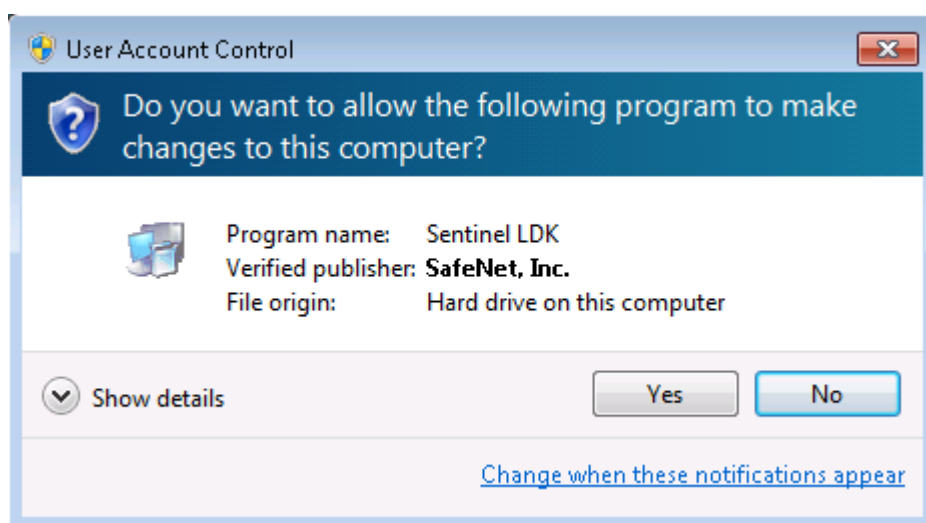 User Account Control
Do you want to allow the following program to make
changes to this computer?
Program name: Sentinel LDK
Verified publisher: SafeNet, Inc.
File origin: Hard drive on this computer
Show details
Yes
No
Change when these notifications appear